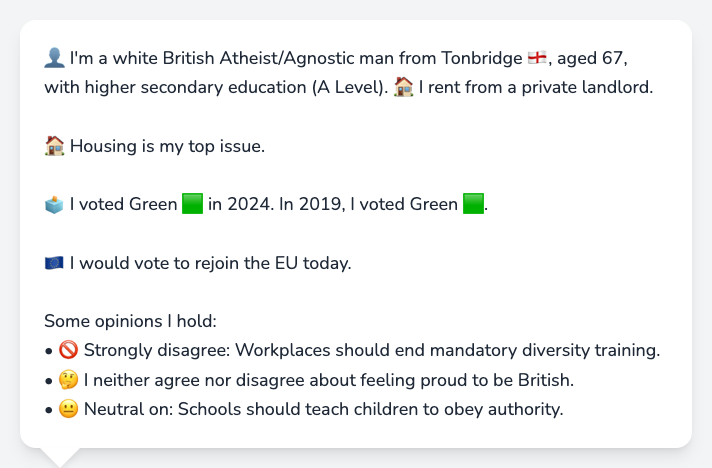 👤 I'm a white British Atheist/Agnostic man from Tonbridge 🏴󠁧󠁢󠁥󠁮󠁧󠁿, aged 67,
with higher secondary education (A Level). 🏠 I rent from a private landlord.
🏠 Housing is my top issue.
🗳️ I voted Green 🟩 in 2024. In 2019, I voted Green 🟩.
🇪🇺 I would vote to rejoin the EU today.
Some opinions I hold:
• 🚫 Strongly disagree: Workplaces should end mandatory diversity training.
• 🤔 I neither agree nor disagree about feeling proud to be British.
• 😐 Neutral on: Schools should teach children to obey authority.